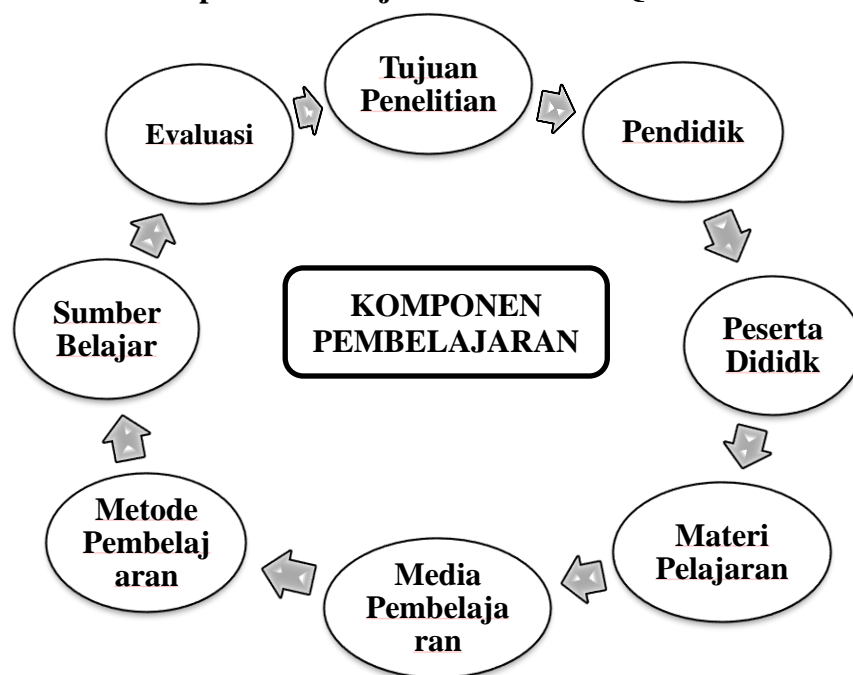 Tujuan
Penelitian
Pendidik
Peserta
Dididk
Materi
Pelajaran
Media
Pembelaja
ran
Metode
Pembelaj
aran
Sumber
Belajar
Evaluasi
KOMPONEN
PEMBELAJARAN